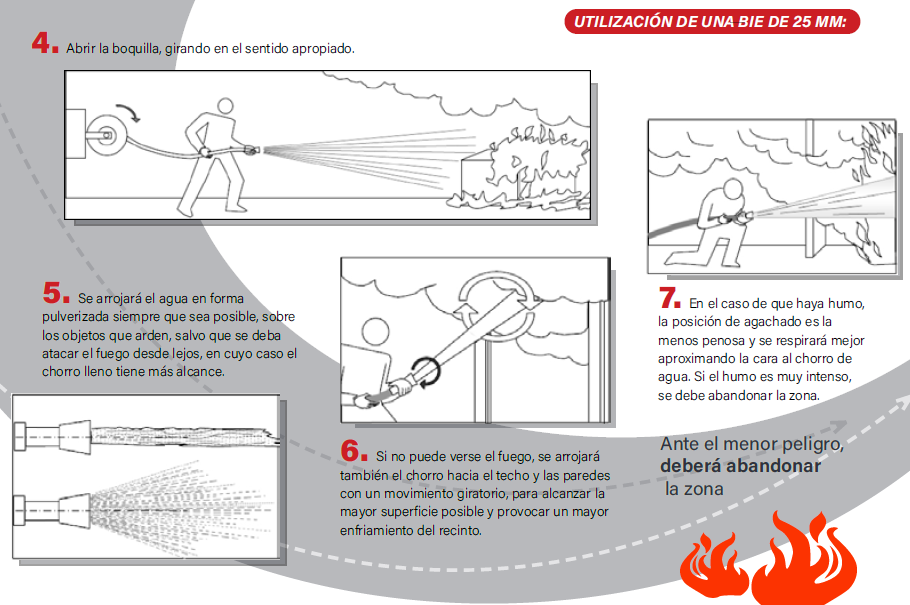 UTILIZACIÓN DE UNA BIE DE 25 MM:
4. Abrir la boquilla, girando en el sentido apropiado.
5. Se arrojará el agua en forma
pulverizada siempre que sea posible, sobre
los objetos que arden, salvo que se deba
atacar el fuego desde lejos, en cuyo caso el
chorro lleno tiene más alcance.
6. Si no puede verse el fuego, se arrojará
también el chorro hacia el techo y las paredes
con un movimiento giratorio, para alcanzar la
mayor superficie posible y provocar un mayor
enfriamiento del recinto.
7. En el caso de que haya humo,
la posición de agachado es la
menos penosa y se respirará mejor
aproximando la cara al chorro de
agua. Si el humo es muy intenso,
se debe abandonar la zona.
Ante el menor peligro,
deberá abandonar
la zona